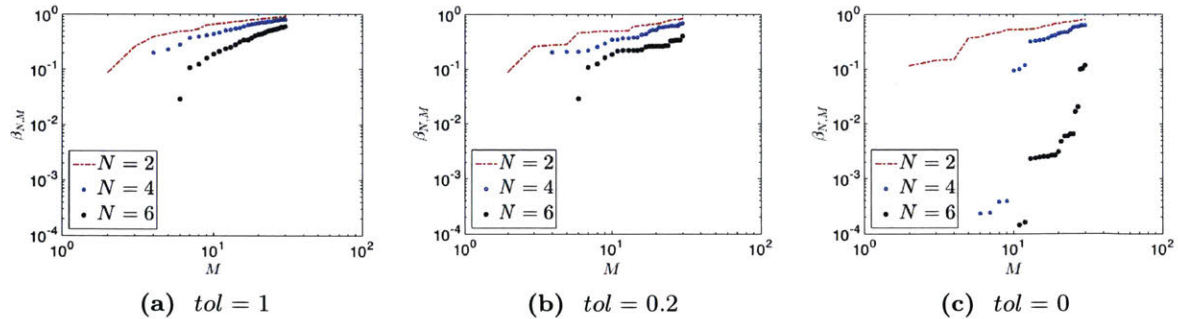 10^0
10^-1
10^-2
10^-3
10^-4
β_{N,M}
N = 2
N = 4
N = 6
10^0
10^1
10^2
M
(a) tol = 1
10^0
10^-1
10^-2
10^-3
10^-4
β_{N,M}
N = 2
N = 4
N = 6
10^0
10^1
10^2
M
(b) tol = 0.2
10^0
10^-1
10^-2
10^-3
10^-4
β_{N,M}
N = 2
N = 4
N = 6
10^0
10^1
10^2
M
(c) tol = 0